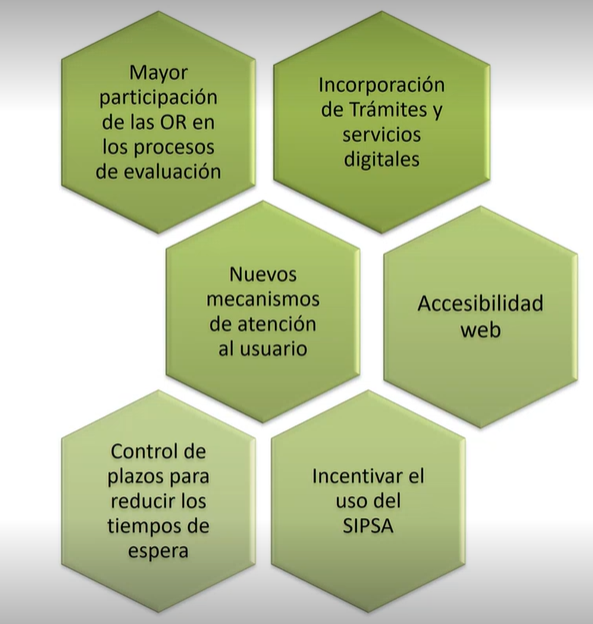 Mayor
participación
de las OR en
los procesos
de evaluación
Incorporación
de Trámites y
servicios
digitales
Nuevos
mecanismos
de atención
al usuario
Accesibilidad
web
Control de
plazos para
reducir los
tiempos de
espera
Incentivar el
uso del
SIPSA